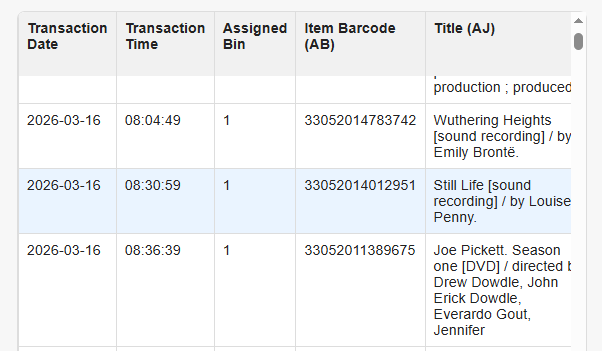 Transaction Date Transaction Time Assigned Bin Item Barcode (AB) Title (AJ)
production ; produced
2026-03-16 08:04:49 1 33052014783742 Wuthering Heights
[sound recording] / by
Emily Brontë.
2026-03-16 08:30:59 1 33052014012951 Still Life [sound
recording] / by Louise
Penny.
2026-03-16 08:36:39 1 33052011389675 Joe Pickett. Season
one [DVD] / directed
Drew Dowdle, John
Erick Dowdle,
Everardo Gout,
Jennifer